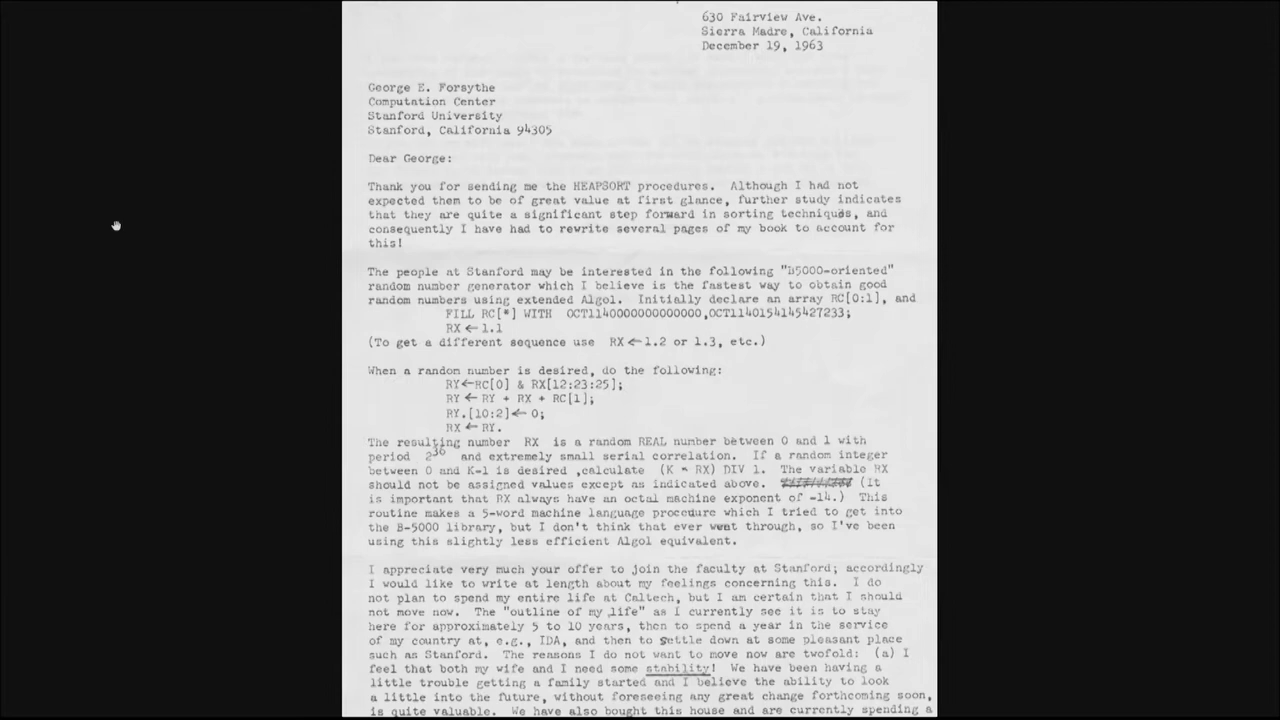 630 Fairview Ave.
Sierra Madre, California
December 19, 1963
George E. Forsythe
Computation Center
Stanford University
Stanford, California 94305
Dear George:
Thank you for sending me the HEAPSORT procedures. Although I had not
expected them to be of great value at first glance, further study indicates
that they are quite a significant step forward in sorting techniques, and
consequently I have had to rewrite several pages of my book to account for
this!
The people at Stanford may be interested in the following "B5000-oriented"
random number generator which I believe is the fastest way to obtain good
random numbers using extended Algol. Initially declare an array RC[0:1], and
FILL RC[*] WITH OCT1140000000000000,OCT1140154145427233;
RX ← 1.1
(To get a different sequence use RX ← 1.2 or 1.3, etc.)
When a random number is desired, do the following:
RY←RC[0] & RX[12:23:25];
RY ← RY + RX + RC[1];
RY.[10:2]← 0;
RX ← RY.
The resulting number RX is a random REAL number between 0 and 1 with
period 2^36 and extremely small serial correlation. If a random integer
between 0 and K-1 is desired ,calculate (K × RX) DIV 1. The variable RX
should not be assigned values except as indicated above. (It
is important that RX always have an octal machine exponent of -14.) This
routine makes a 5-word machine language procedure which I tried to get into
the B-5000 library, but I don't think that ever went through, so I've been
using this slightly less efficient Algol equivalent.
I appreciate very much your offer to join the faculty at Stanford; accordingly
I would like to write at length about my feelings concerning this. I do
not plan to spend my entire life at Caltech, but I am certain that I should
not move now. The "outline of my life" as I currently see it is to stay
here for approximately 5 to 10 years, then to spend a year in the service
of my country at, e.g., IDA, and then to settle down at some pleasant place
such as Stanford. The reasons I do not want to move now are twofold: (a) I
feel that both my wife and I need some stability! We have been having a
little trouble getting a family started and I believe the ability to look
a little into the future, without foreseeing any great change forthcoming soon,
is quite valuable. We have also bought this house and are currently spending a